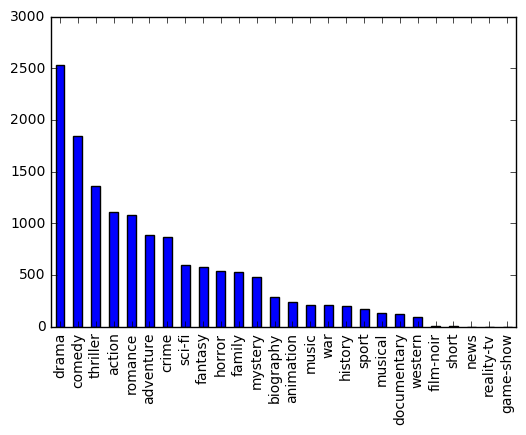 3000
2500
2000
1500
1000
500
0
drama
comedy
thriller
action
romance
adventure
crime
sci-fi
fantasy
horror
family
mystery
biography
animation
music
war
history
sport
musical
documentary
western
film-noir
short
news
reality-tv
game-show